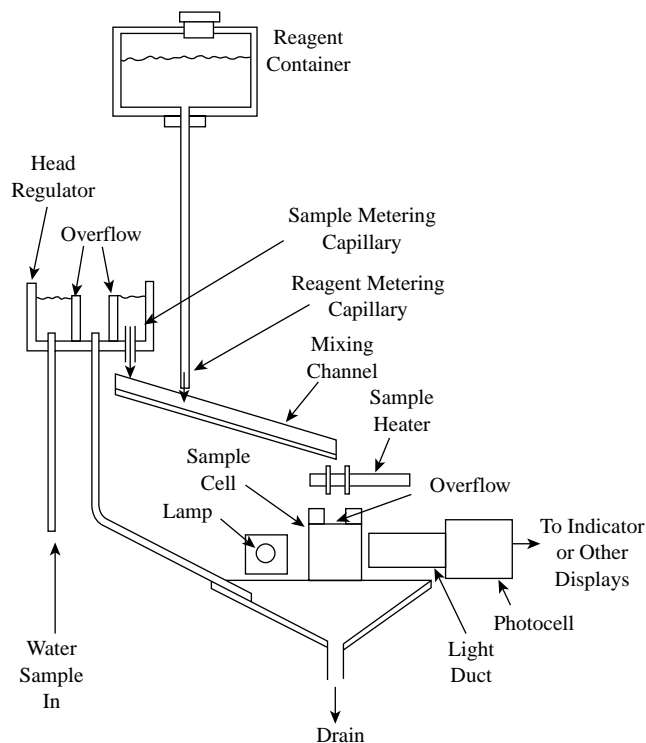 Reagent
Container
Head
Regulator
Overflow
Sample Metering
Capillary
Reagent Metering
Capillary
Mixing
Channel
Sample
Heater
Sample
Cell
Overflow
Lamp
To Indicator
or Other
Displays
Photocell
Light
Duct
Water
Sample
In
Drain